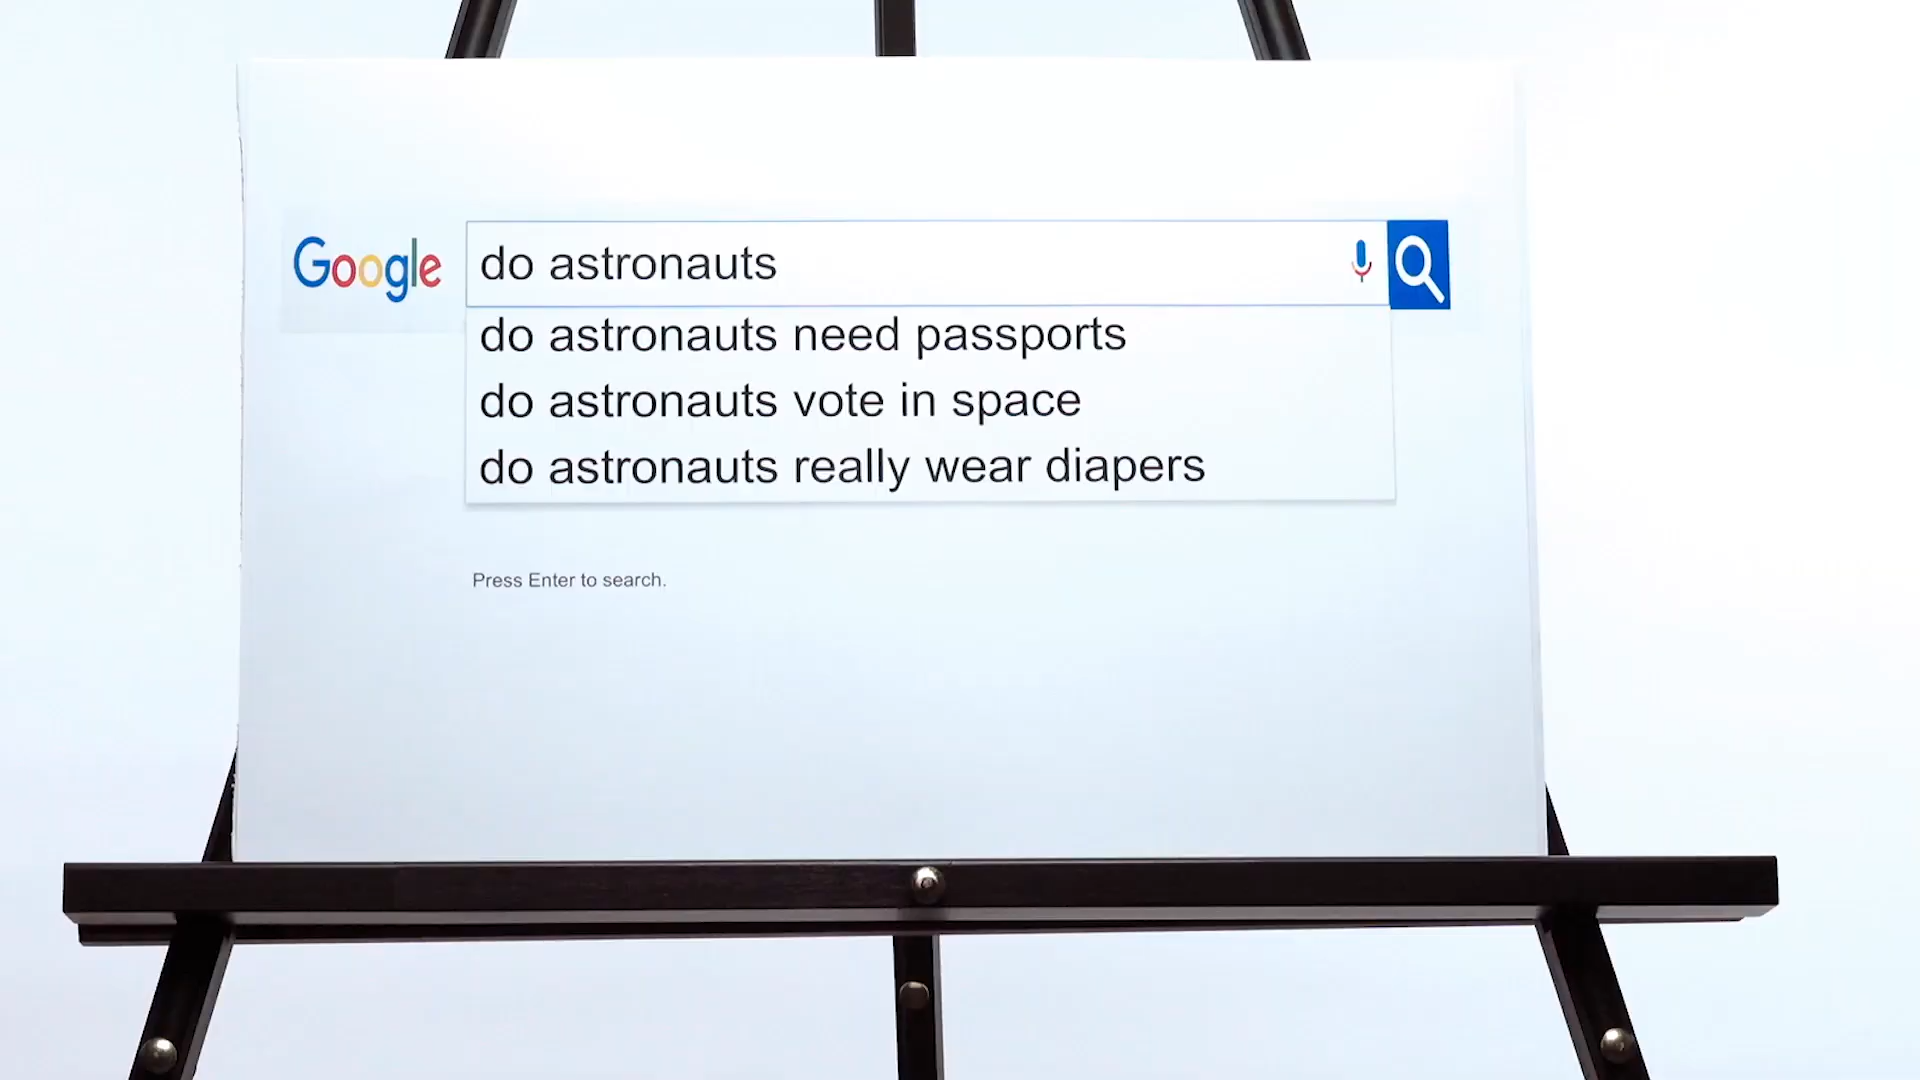 Google
do astronauts
do astronauts need passports
do astronauts vote in space
do astronauts really wear diapers
Press Enter to search.